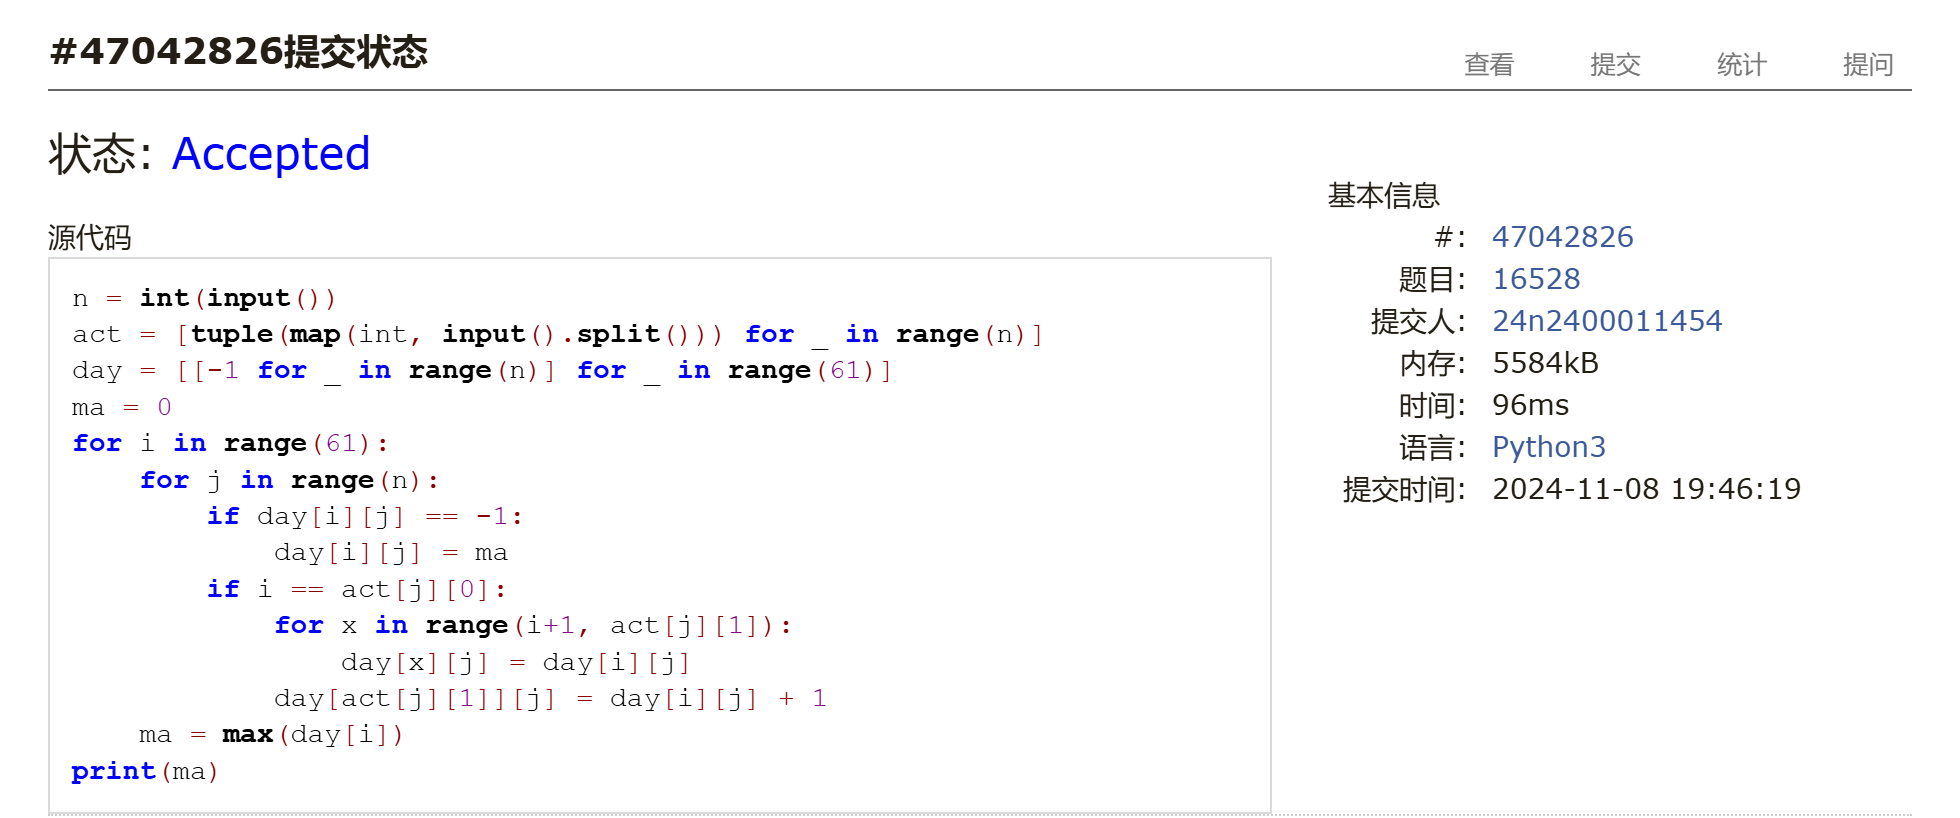 #47042826提交状态
查看 提交 统计 提问
状态: Accepted
源代码
n = int(input())
act = [tuple(map(int, input().split())) for _ in range(n)]
day = [[-1 for _ in range(n)] for _ in range(61)]
ma = 0
for i in range(61):
    for j in range(n):
        if day[i][j] == -1:
            day[i][j] = ma
        if i == act[j][0]:
            for x in range(i+1, act[j][1]):
                day[x][j] = day[i][j]
            day[act[j][1]][j] = day[i][j] + 1
    ma = max(day[i])
print(ma)
基本信息
#: 47042826
题目: 16528
提交人: 24n2400011454
内存: 5584kB
时间: 96ms
语言: Python3
提交时间: 2024-11-08 19:46:19